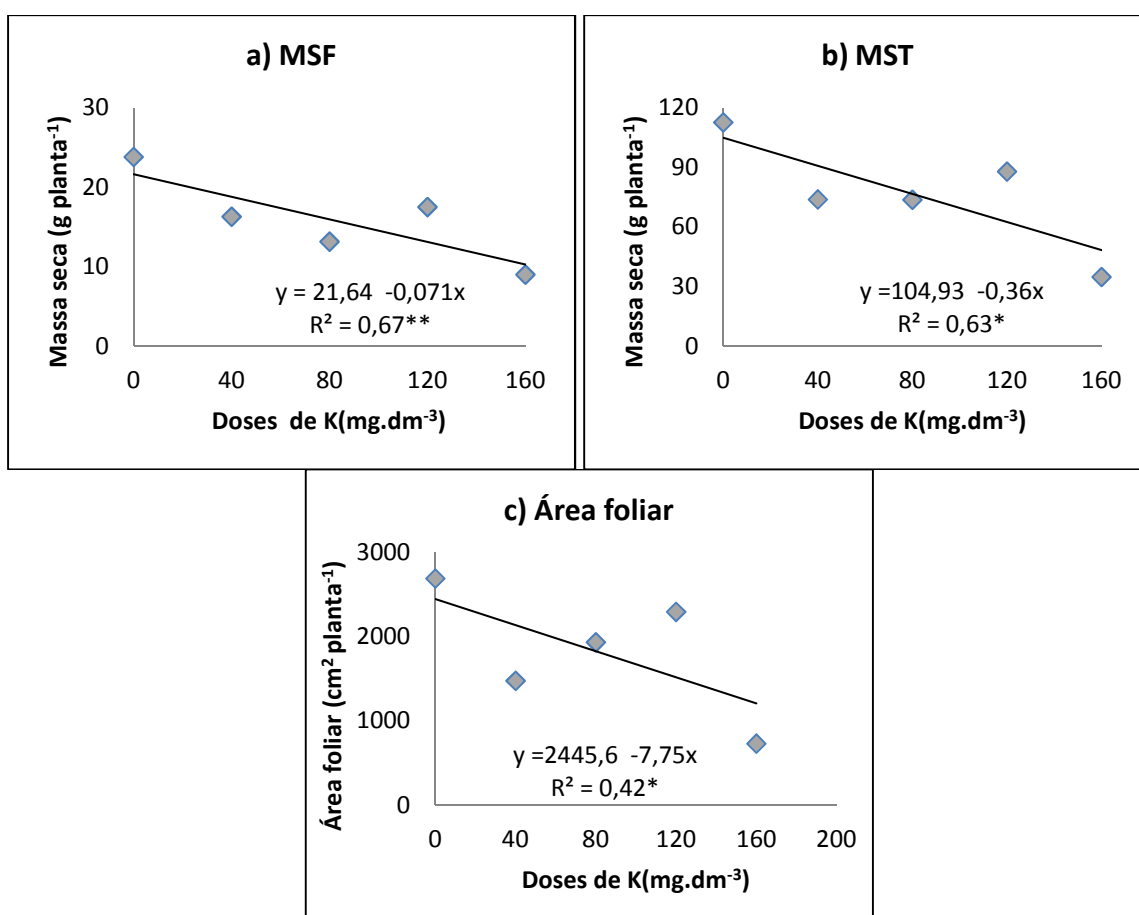 a) MSF
Massa seca (g planta⁻¹)
30
20
10
0
y = 21,64 -0,071x
R² = 0,67**
0 40 80 120 160
Doses de K(mg.dm⁻³)
b) MST
Massa seca (g planta⁻¹)
120
90
60
30
0
y =104,93 -0,36x
R² = 0,63*
0 40 80 120 160
Doses de K(mg.dm⁻³)
c) Área foliar
Área foliar (cm² planta⁻¹)
3000
2000
1000
0
y =2445,6 -7,75x
R² = 0,42*
0 40 80 120 160 200
Doses de K(mg.dm⁻³)